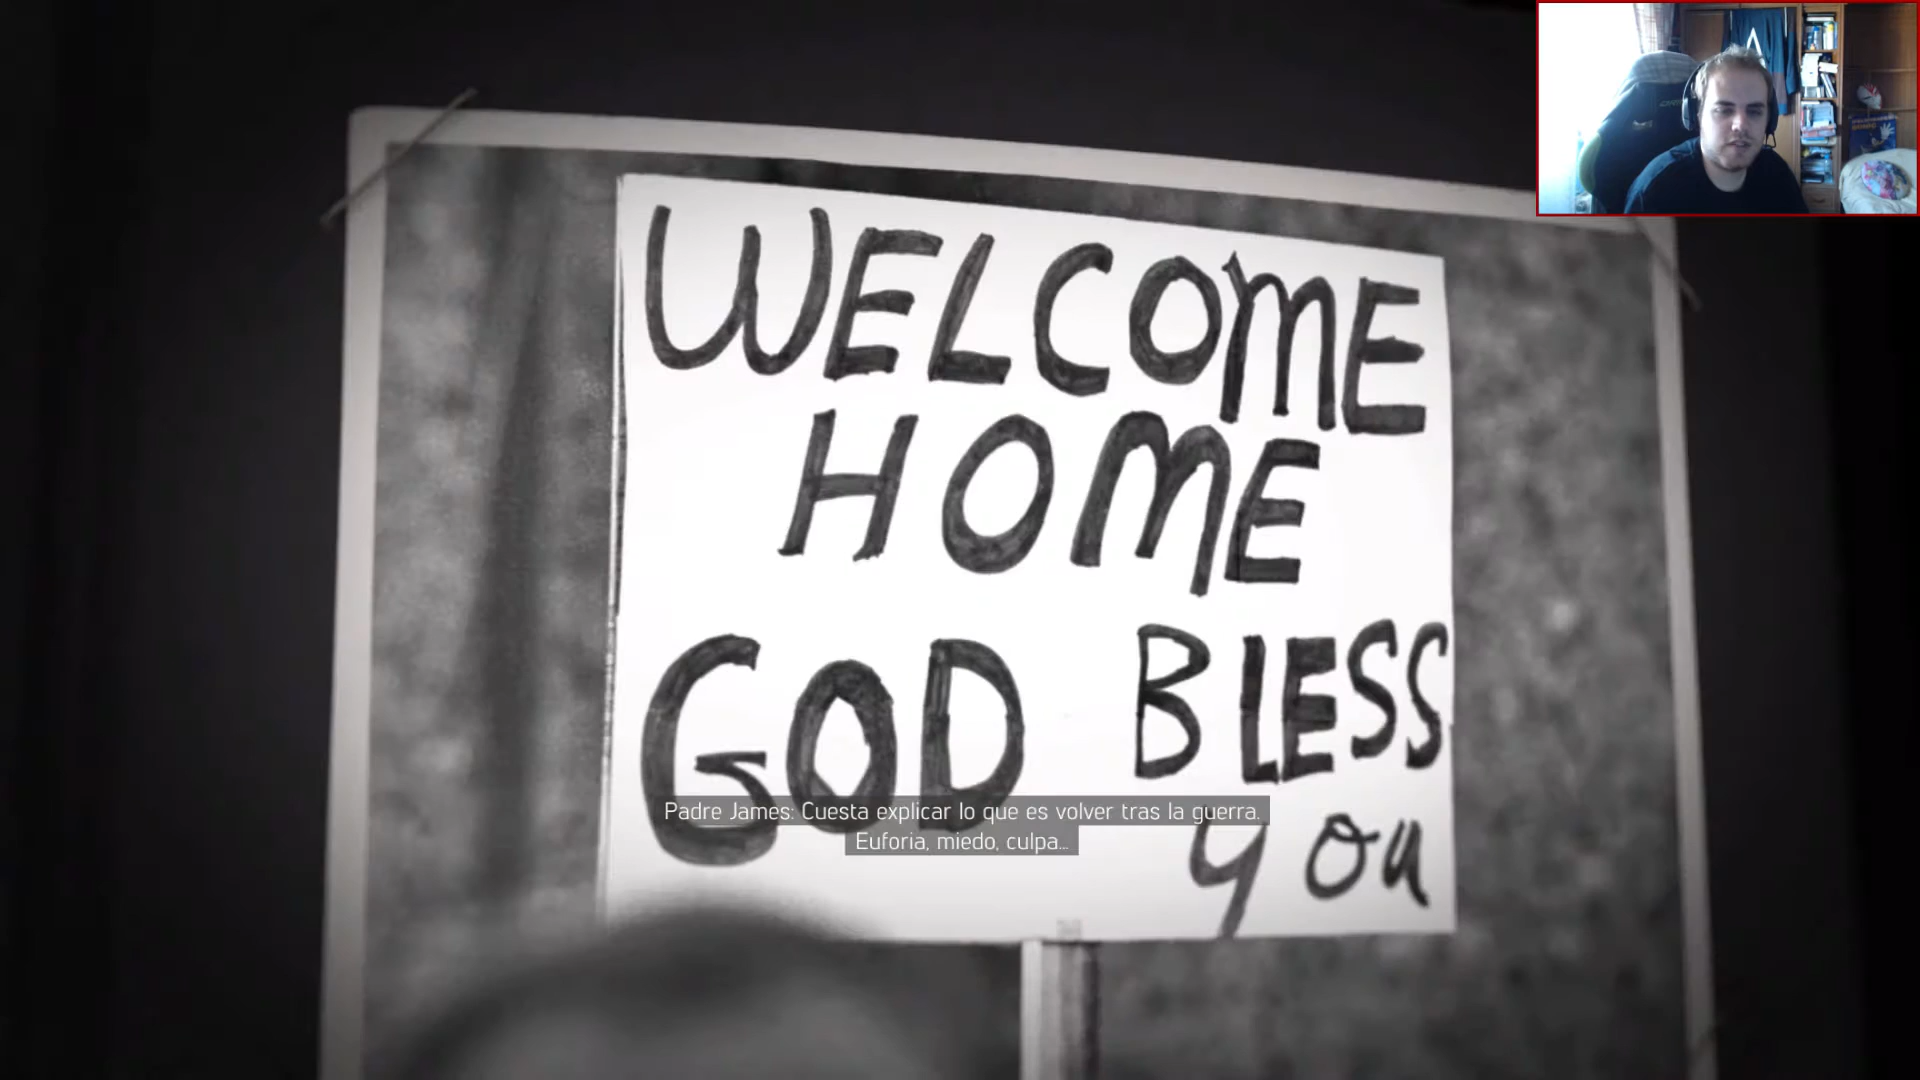 WELCOME
HOME
GOD BLESS
you
Padre James: Cuesta explicar lo que es volver tras la guerra.
Euforia, miedo, culpa...